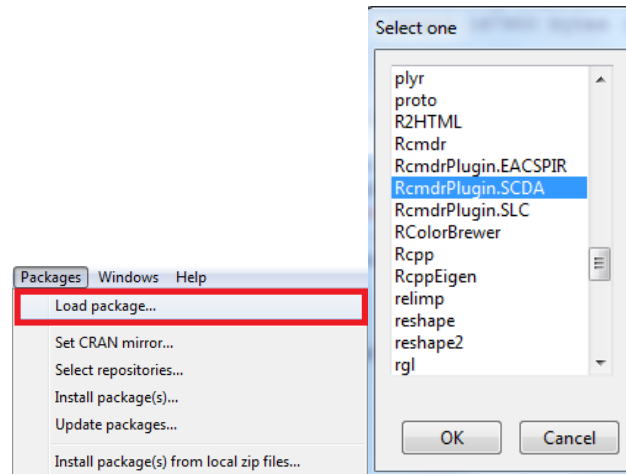 Packages Windows Help
Load package...
Set CRAN mirror...
Select repositories...
Install package(s)...
Update packages...
Install package(s) from local zip files...
Select one
plyr
proto
R2HTML
Rcmdr
RcmdrPlugin.EACSPIR
RcmdrPlugin.SCDA
RcmdrPlugin.SLC
RColorBrewer
Rcpp
RcppEigen
relimp
reshape
reshape2
rgl
OK Cancel